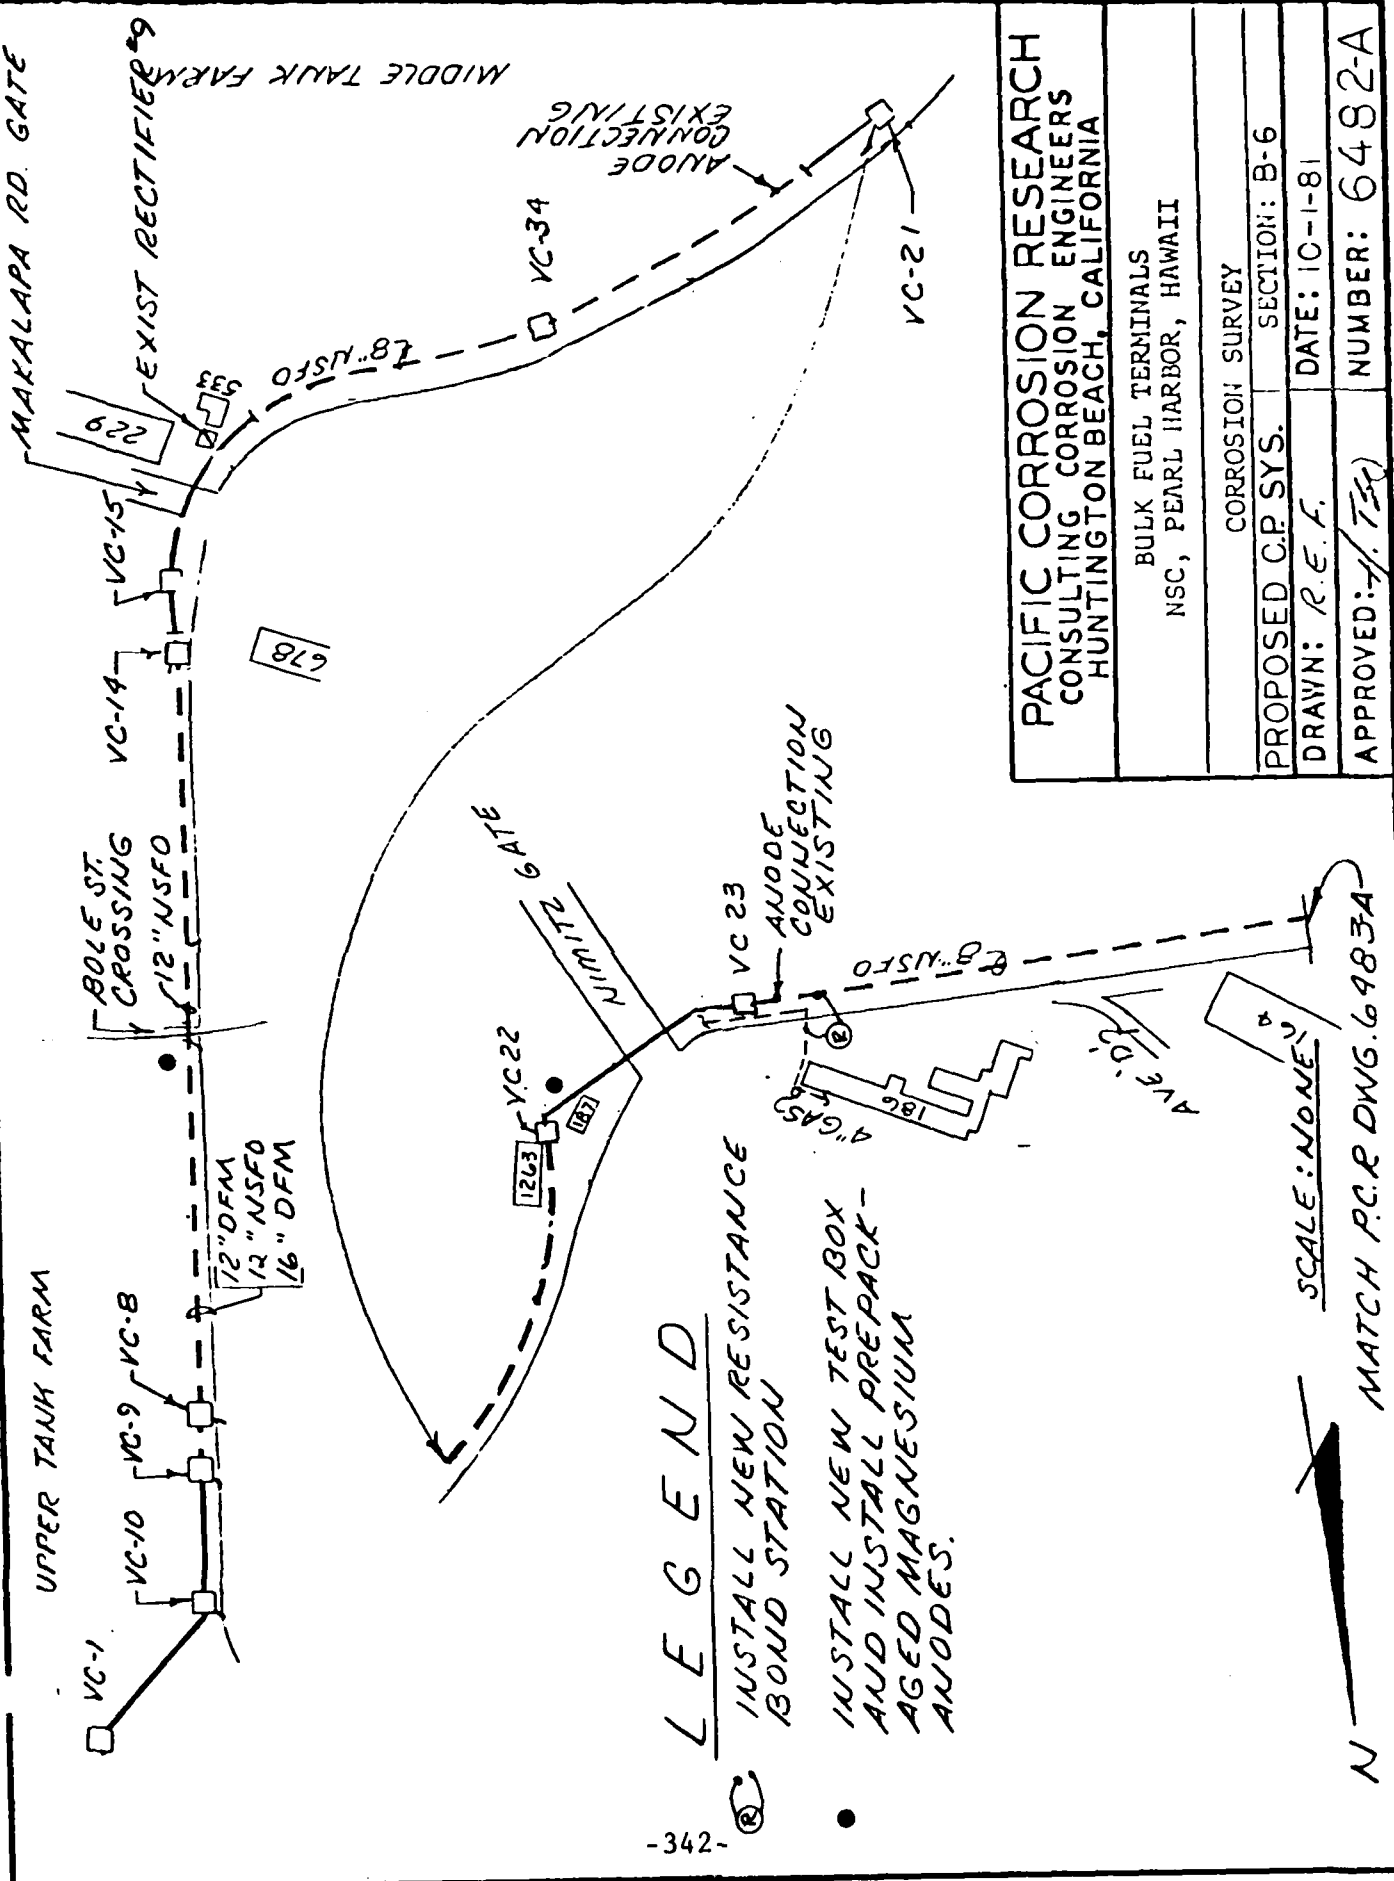 UPPER TANK FARM
VC-1
VC-10
VC-9
VC-8
12" DFM
12" NSFO
16" DFM
BOLE ST.
CROSSING
12" NSFO
VC-14
VC-15
MAKALAPA RD. GATE
EXIST RECTIFIER #9
229
533
678
MIDDLE TANK FARM
8" NSFO
VC-34
ANODE
CONNECTION
EXISTING
VC-21
NIMITZ GATE
VC22
1263
187
VC 23
ANODE
CONNECTION
EXISTING
8" NSFO
R
4" GAS
186
AVE 'D'
164
LEGEND
R
INSTALL NEW RESISTANCE
BOND STATION
INSTALL NEW TEST BOX
AND INSTALL PREPACK-
AGED MAGNESIUM
ANODES.
SCALE: NONE
MATCH P.C.R DWG. 6483A
N
PACIFIC CORROSION RESEARCH
CONSULTING CORROSION ENGINEERS
HUNTINGTON BEACH, CALIFORNIA
BULK FUEL TERMINALS
NSC, PEARL HARBOR, HAWAII
CORROSION SURVEY
PROPOSED C.P. SYS. SECTION: B-6
DRAWN: R.E.F. DATE: 10-1-81
APPROVED: NUMBER: 6482-A
-342-